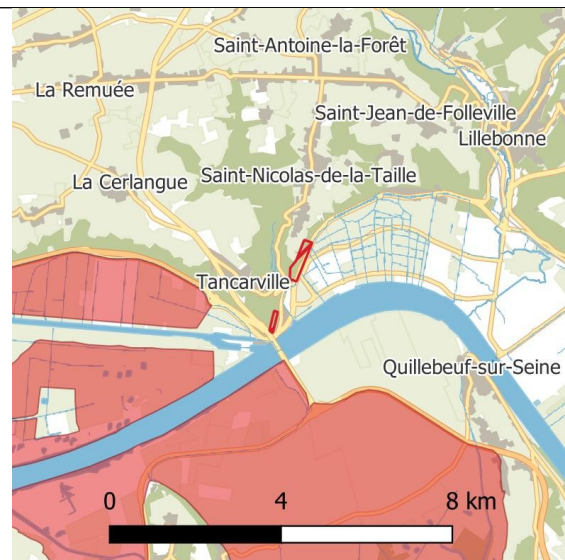 Saint-Antoine-la-Forêt
La Remuée
Saint-Jean-de-Folleville
Lillebonne
La Cerlangue
Saint-Nicolas-de-la-Taille
Tancarville
Quillebeuf-sur-Seine
0 4 8 km